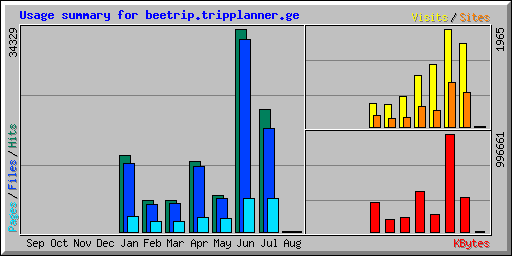 Usage summary for beetrip.tripplanner.ge
Visits / Sites
34329
1965
996661
Pages / Files / Hits
Sep Oct Nov Dec Jan Feb Mar Apr May Jun Jul Aug
KBytes